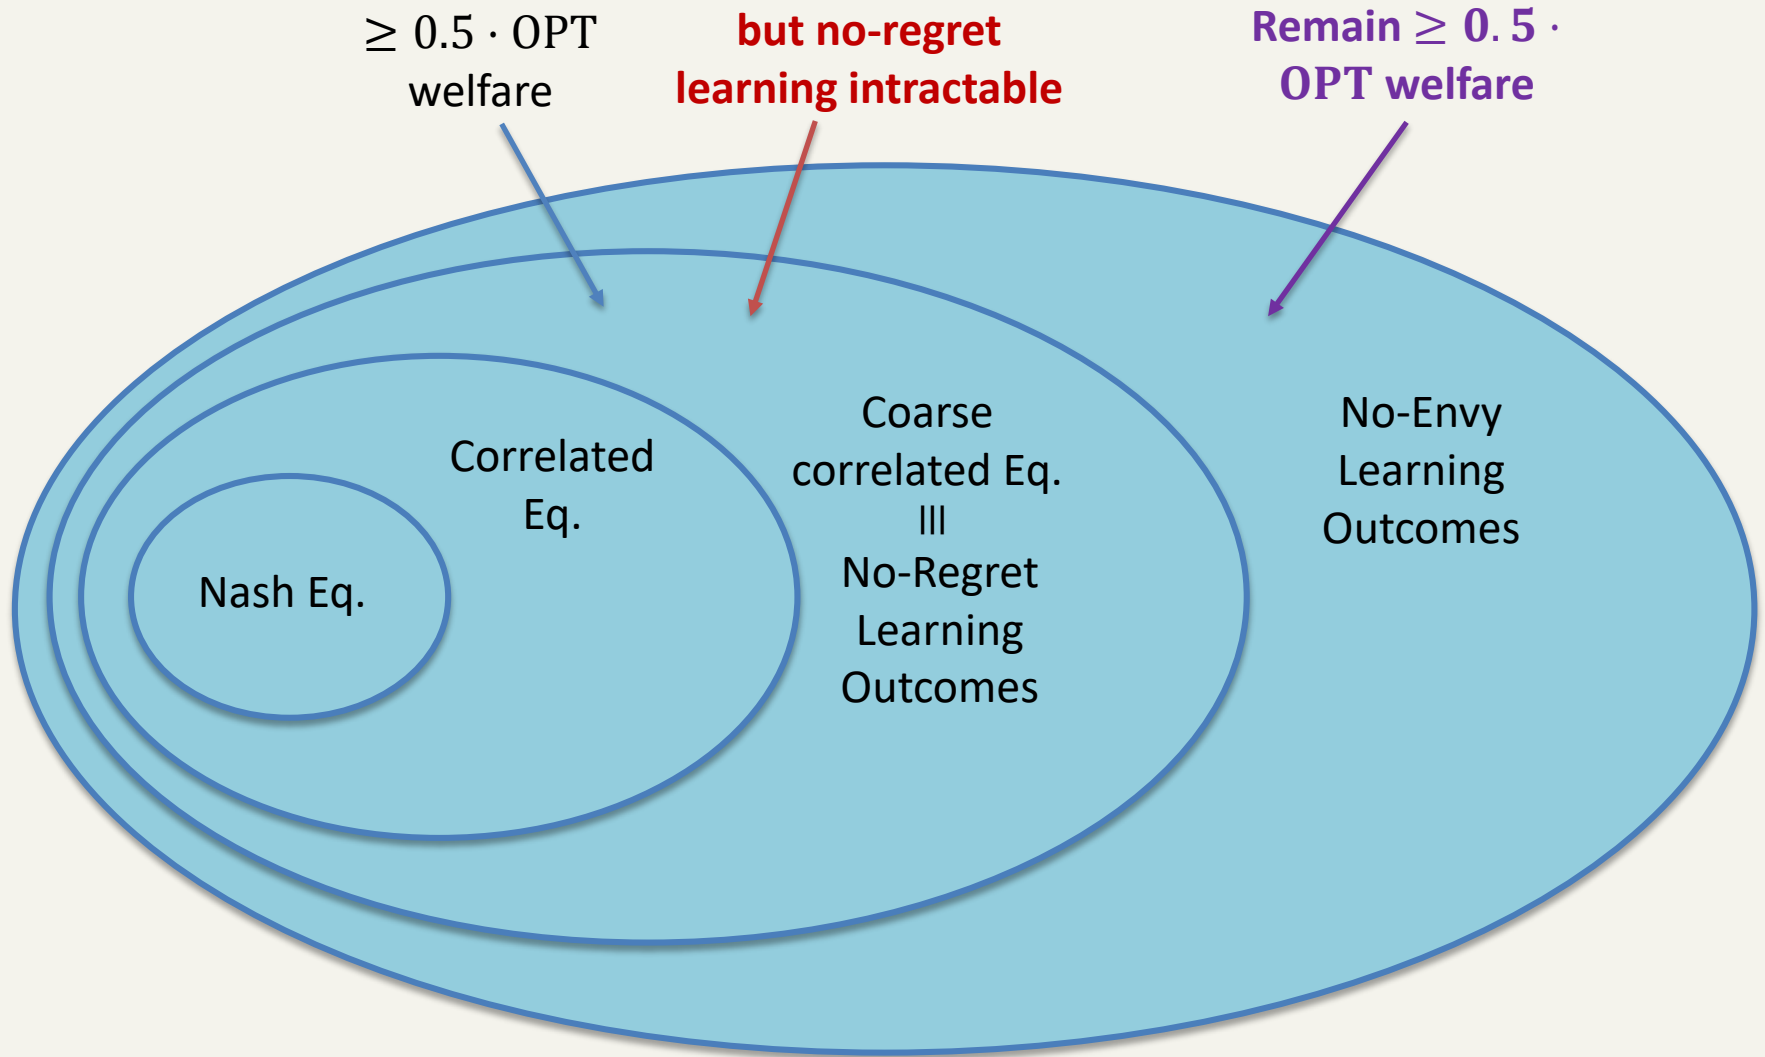 ≥ 0.5 · OPT
welfare
but no-regret
learning intractable
Remain ≥ 0.5 ·
OPT welfare
Nash Eq.
Correlated
Eq.
Coarse
correlated Eq.
≡
No-Regret
Learning
Outcomes
No-Envy
Learning
Outcomes